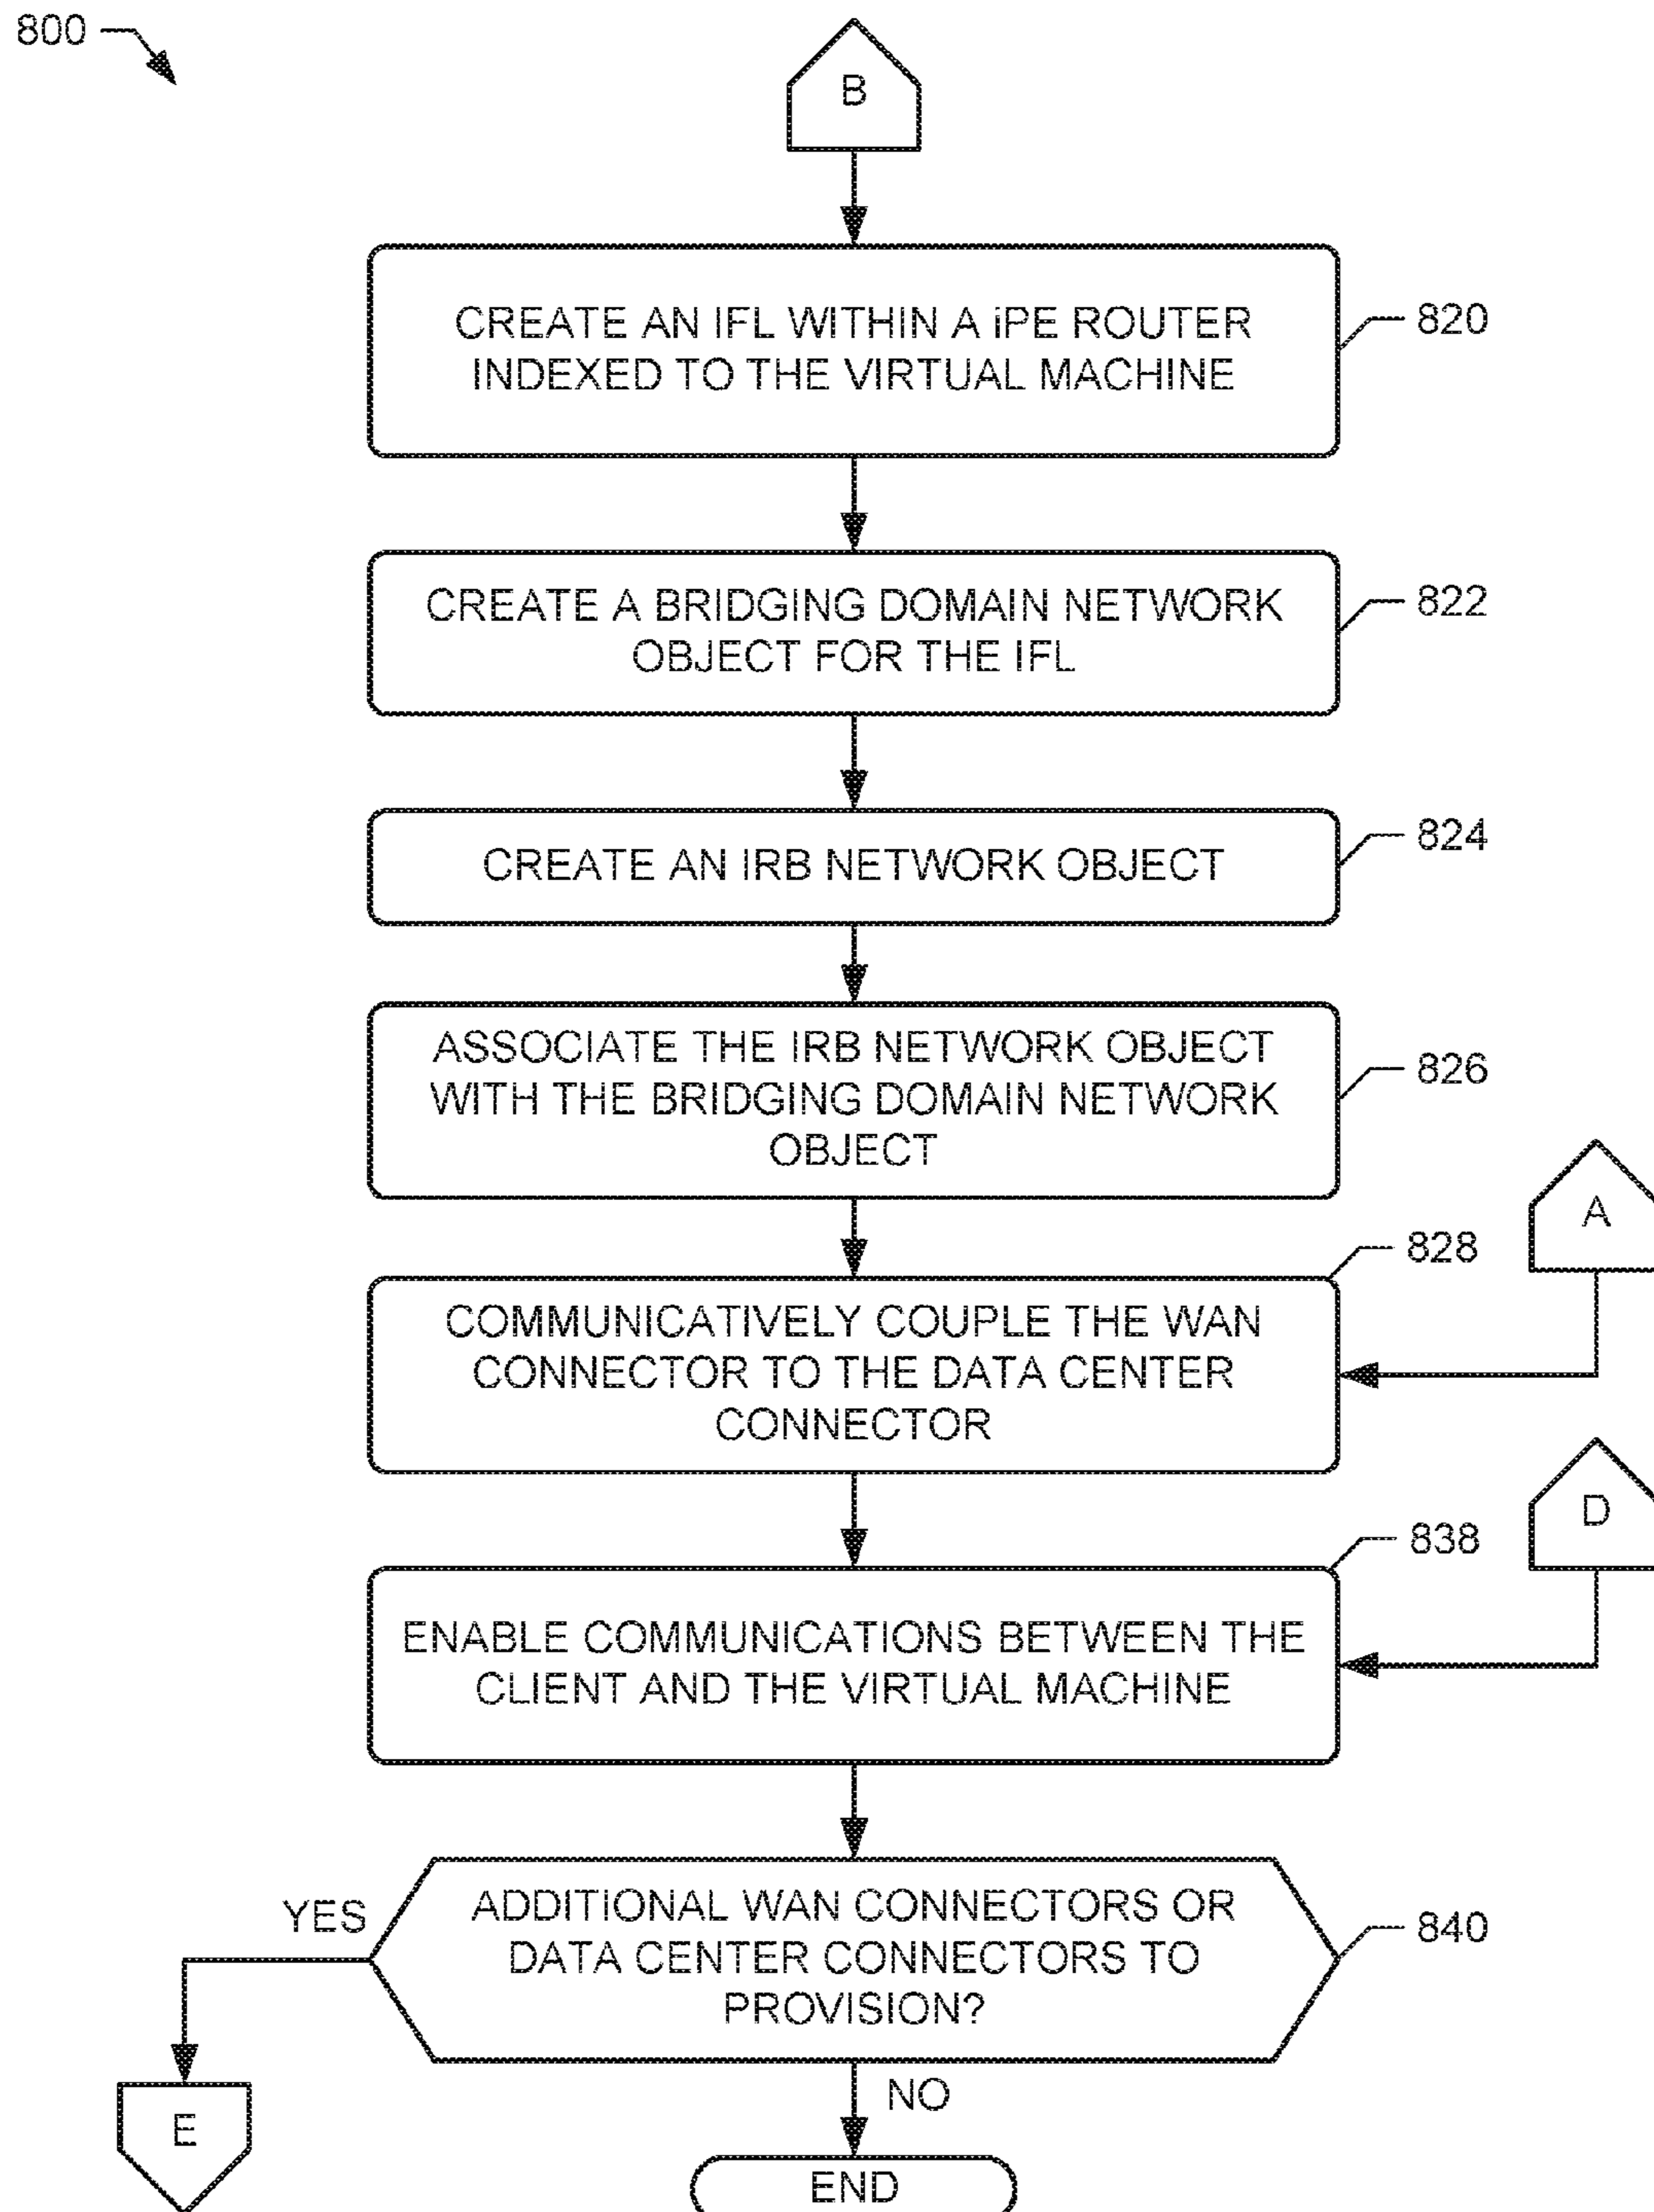 800
B
CREATE AN IFL WITHIN A iPE ROUTER
INDEXED TO THE VIRTUAL MACHINE
820
CREATE A BRIDGING DOMAIN NETWORK
OBJECT FOR THE IFL
822
CREATE AN IRB NETWORK OBJECT
824
ASSOCIATE THE IRB NETWORK OBJECT
WITH THE BRIDGING DOMAIN NETWORK
OBJECT
826
A
828
COMMUNICATIVELY COUPLE THE WAN
CONNECTOR TO THE DATA CENTER
CONNECTOR
D
838
ENABLE COMMUNICATIONS BETWEEN THE
CLIENT AND THE VIRTUAL MACHINE
YES
ADDITIONAL WAN CONNECTORS OR
DATA CENTER CONNECTORS TO
PROVISION?
840
NO
E
END